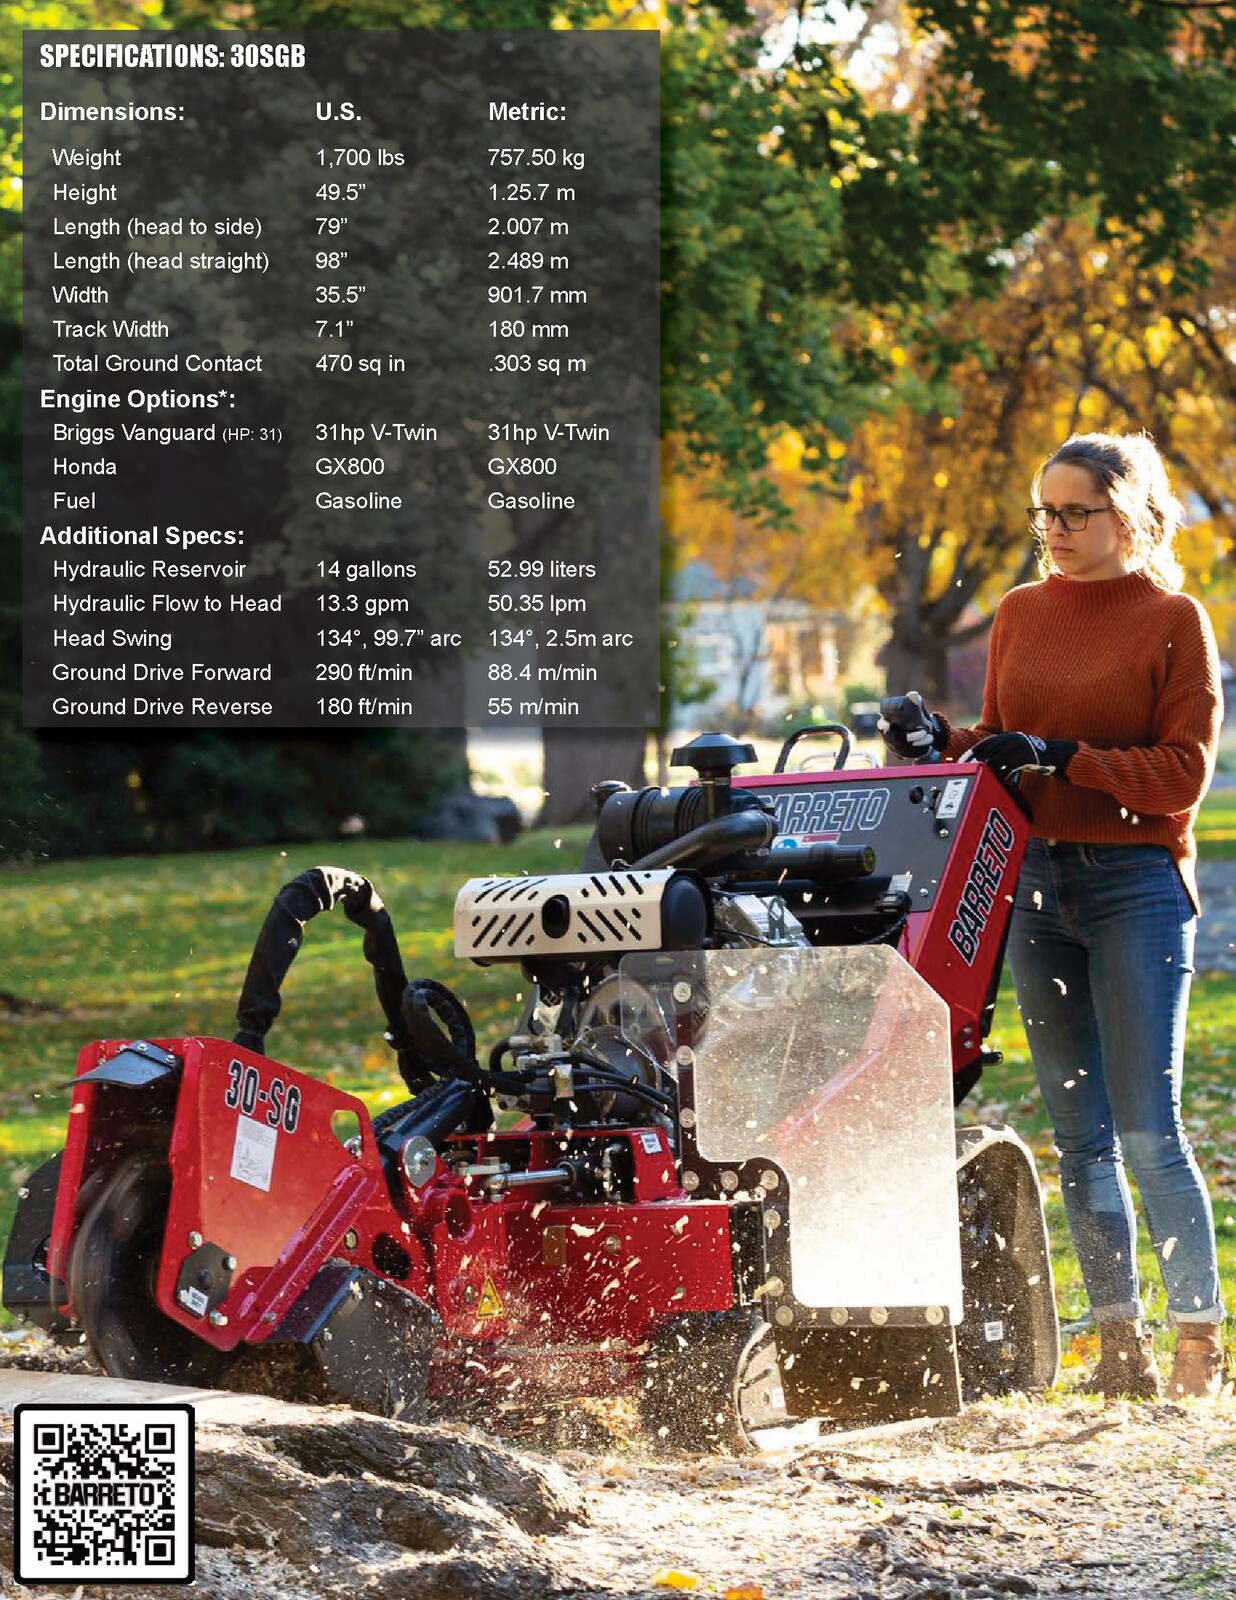 SPECIFICATIONS: 30SGB
Dimensions: U.S. Metric:
Weight 1,700 lbs 757.50 kg
Height 49.5” 1.25.7 m
Length (head to side) 79” 2.007 m
Length (head straight) 98” 2.489 m
Width 35.5” 901.7 mm
Track Width 7.1” 180 mm
Total Ground Contact 470 sq in .303 sq m
Engine Options*:
Briggs Vanguard (HP: 31) 31hp V-Twin 31hp V-Twin
Honda GX800 GX800
Fuel Gasoline Gasoline
Additional Specs:
Hydraulic Reservoir 14 gallons 52.99 liters
Hydraulic Flow to Head 13.3 gpm 50.35 lpm
Head Swing 134°, 99.7” arc 134°, 2.5m arc
Ground Drive Forward 290 ft/min 88.4 m/min
Ground Drive Reverse 180 ft/min 55 m/min
BARRETO
BARRETO
30-SG
BARRETO